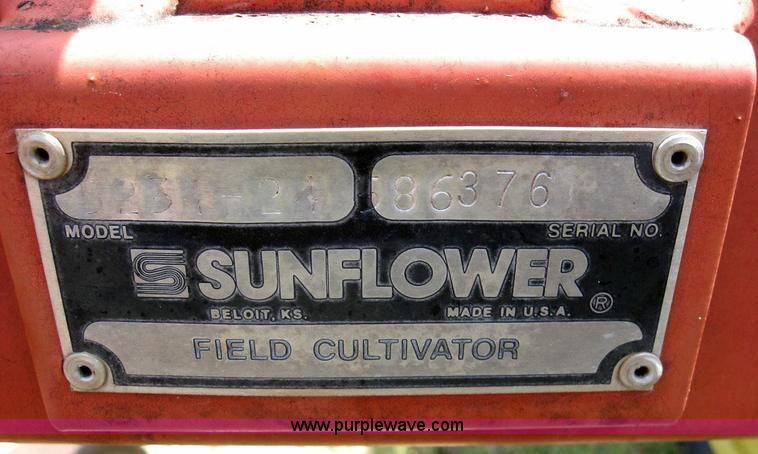 586376
MODEL SERIAL NO.
SUNFLOWER ®
BELOIT, KS. MADE IN U.S.A.
FIELD CULTIVATOR
www.purplewave.com